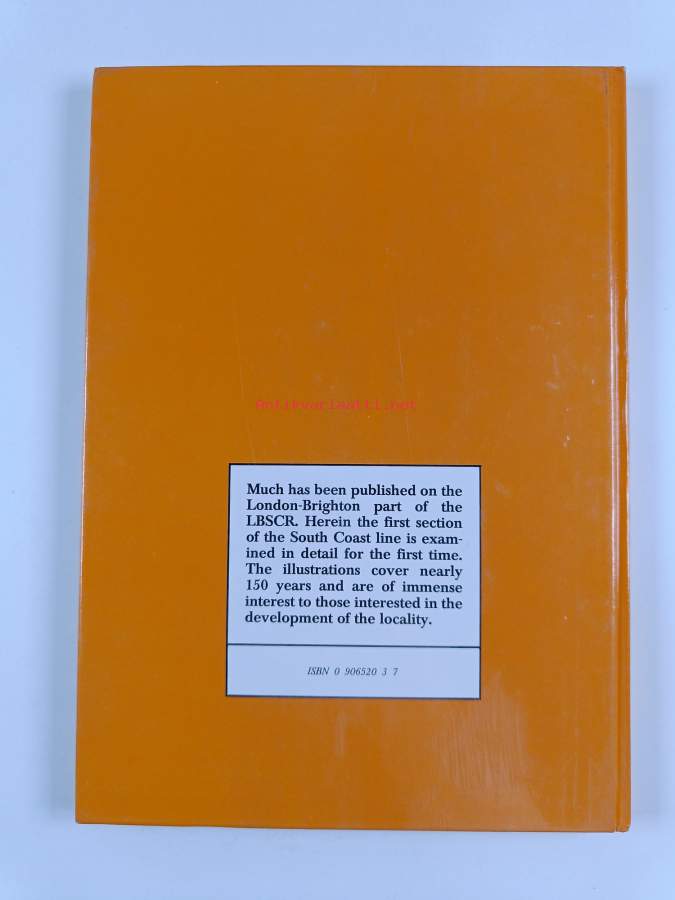 Antikvariaatti.net
Much has been published on the
London-Brighton part of the
LBSCR. Herein the first section
of the South Coast line is exam-
ined in detail for the first time.
The illustrations cover nearly
150 years and are of immense
interest to those interested in the
development of the locality.
ISBN 0 906520 3 7